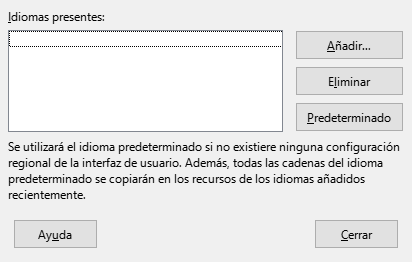 Idiomas presentes:
Añadir...
Eliminar
Predeterminado
Se utilizará el idioma predeterminado si no existiere ninguna configuración
regional de la interfaz de usuario. Además, todas las cadenas del idioma
predeterminado se copiarán en los recursos de los idiomas añadidos
recientemente.
Ayuda
Cerrar